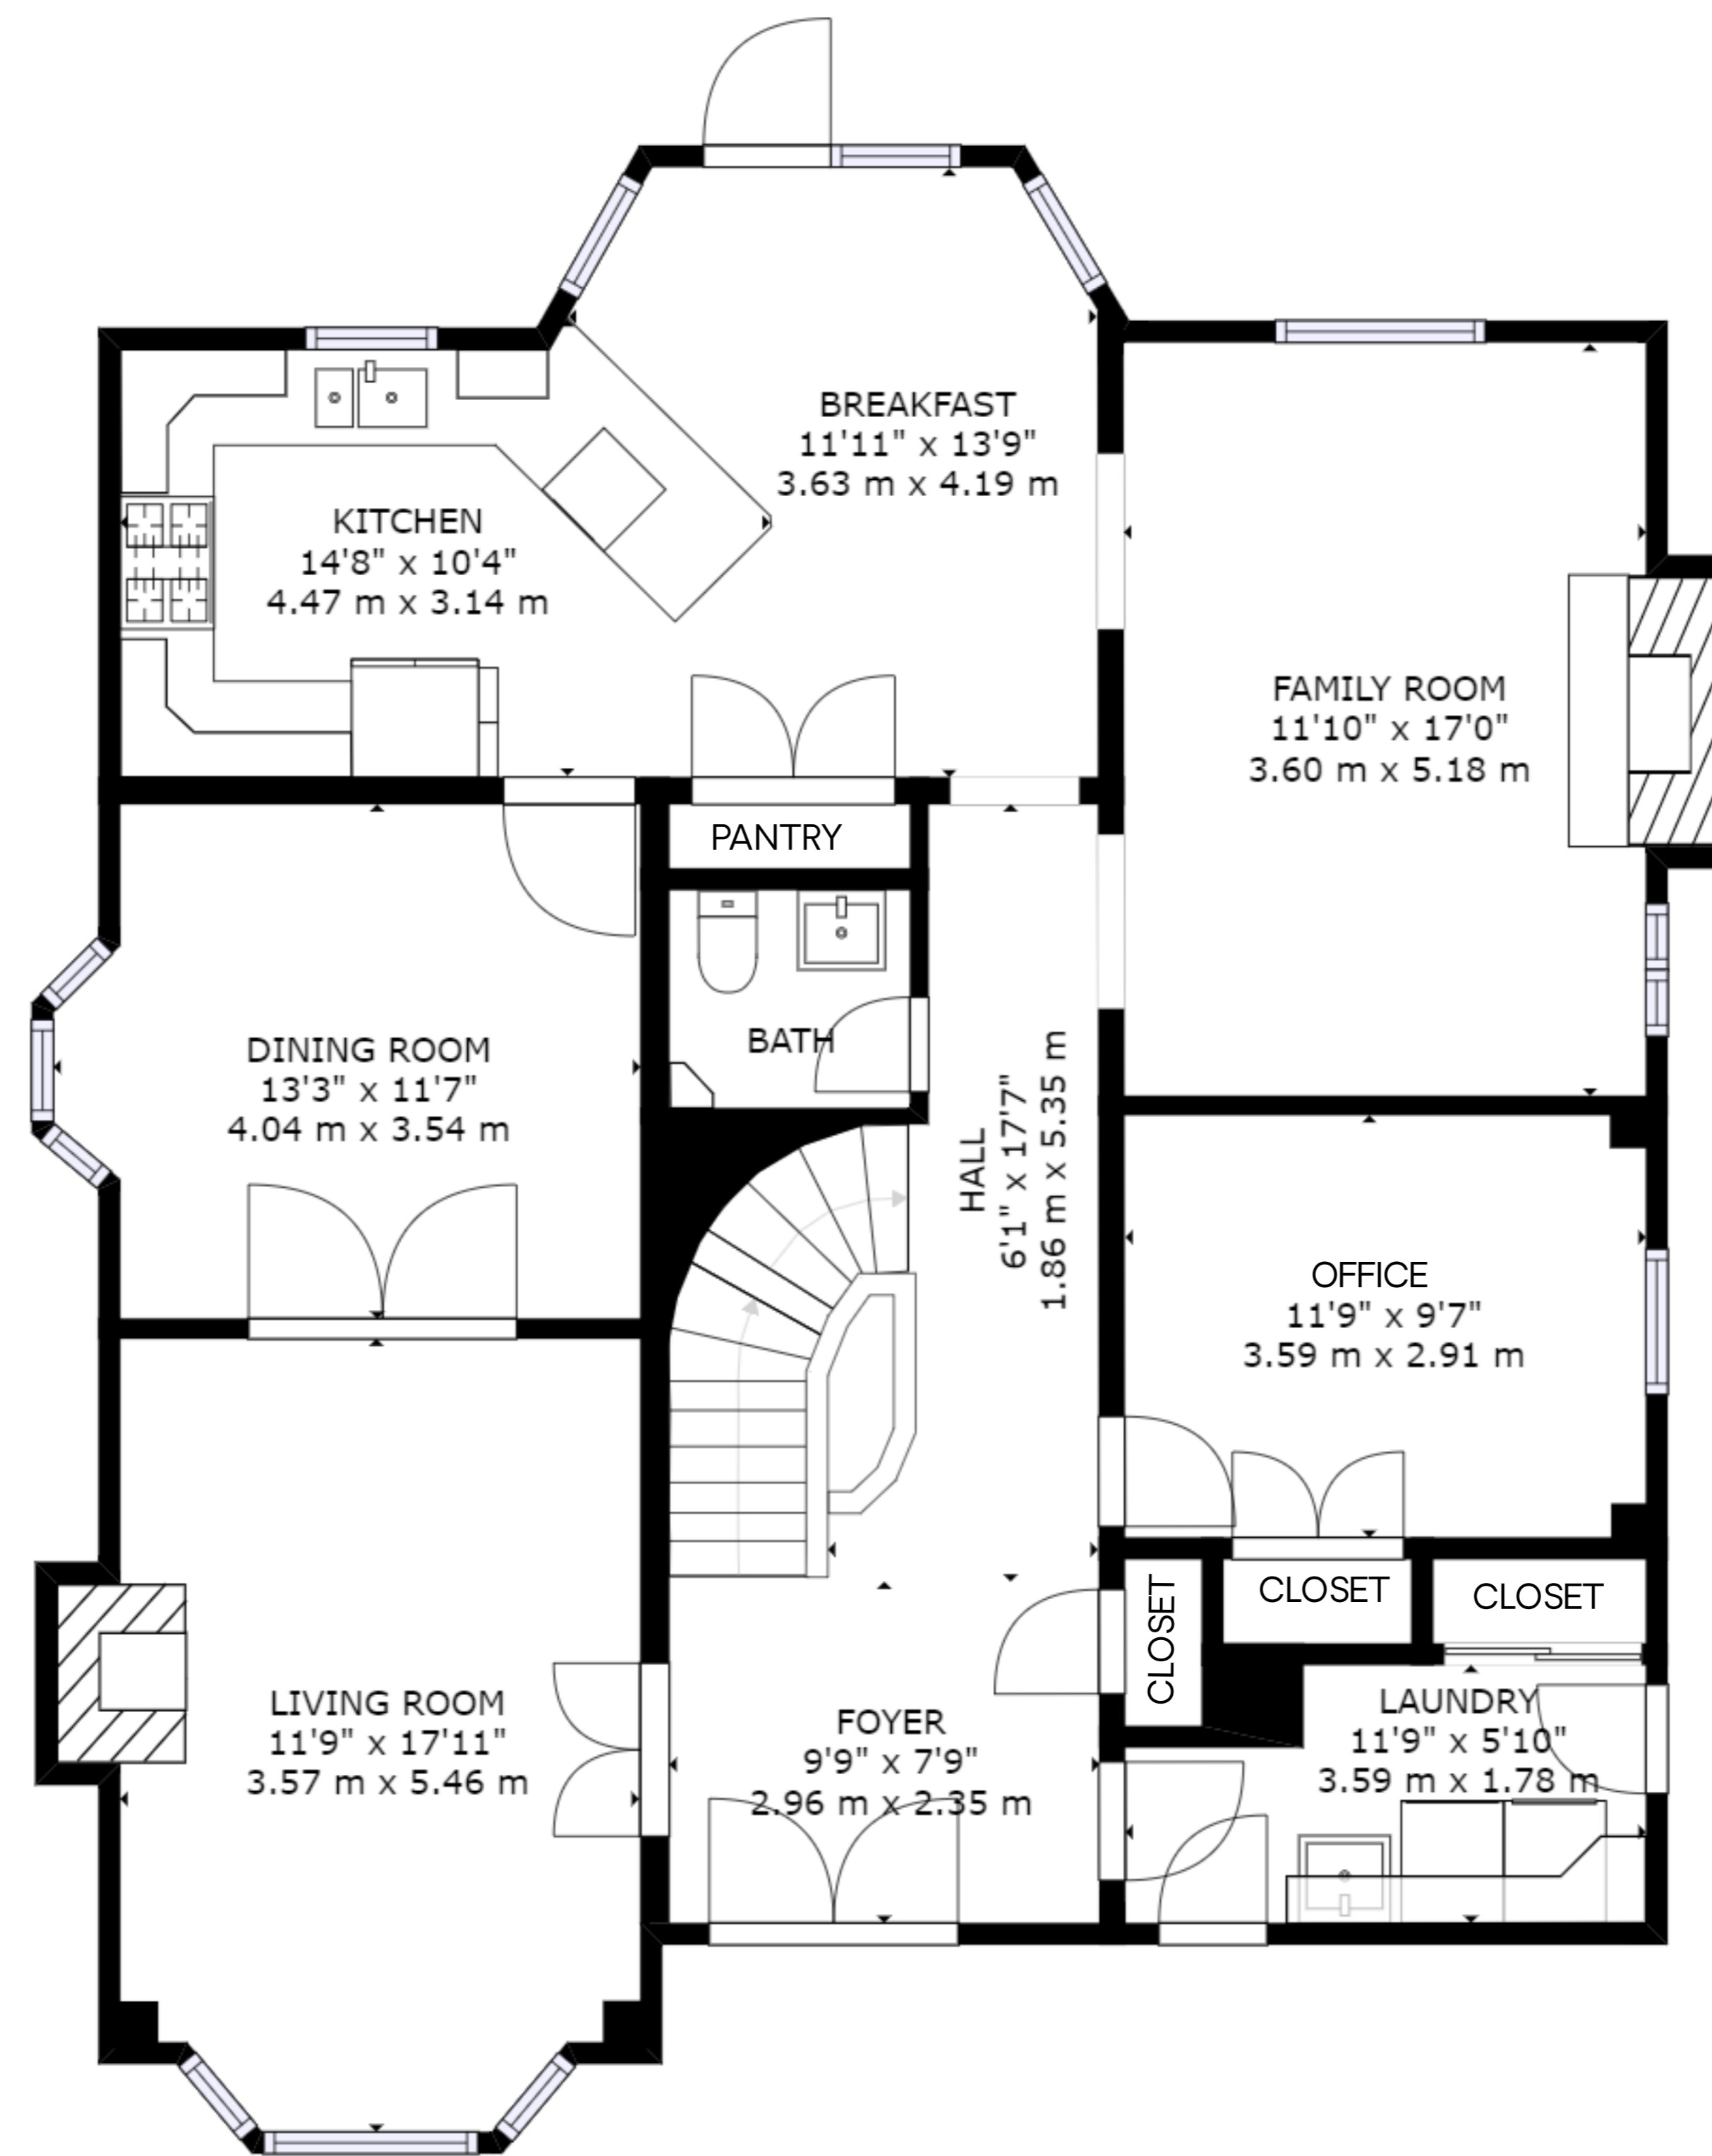 BREAKFAST
11'11" x 13'9"
3.63 m x 4.19 m
KITCHEN
14'8" x 10'4"
4.47 m x 3.14 m
FAMILY ROOM
11'10" x 17'0"
3.60 m x 5.18 m
PANTRY
BATH
DINING ROOM
13'3" x 11'7"
4.04 m x 3.54 m
HALL
6'1" x 17'7"
1.86 m x 5.35 m
OFFICE
11'9" x 9'7"
3.59 m x 2.91 m
CLOSET
CLOSET
CLOSET
LIVING ROOM
11'9" x 17'11"
3.57 m x 5.46 m
FOYER
9'9" x 7'9"
2.96 m x 2.35 m
LAUNDRY
11'9" x 5'10"
3.59 m x 1.78 m